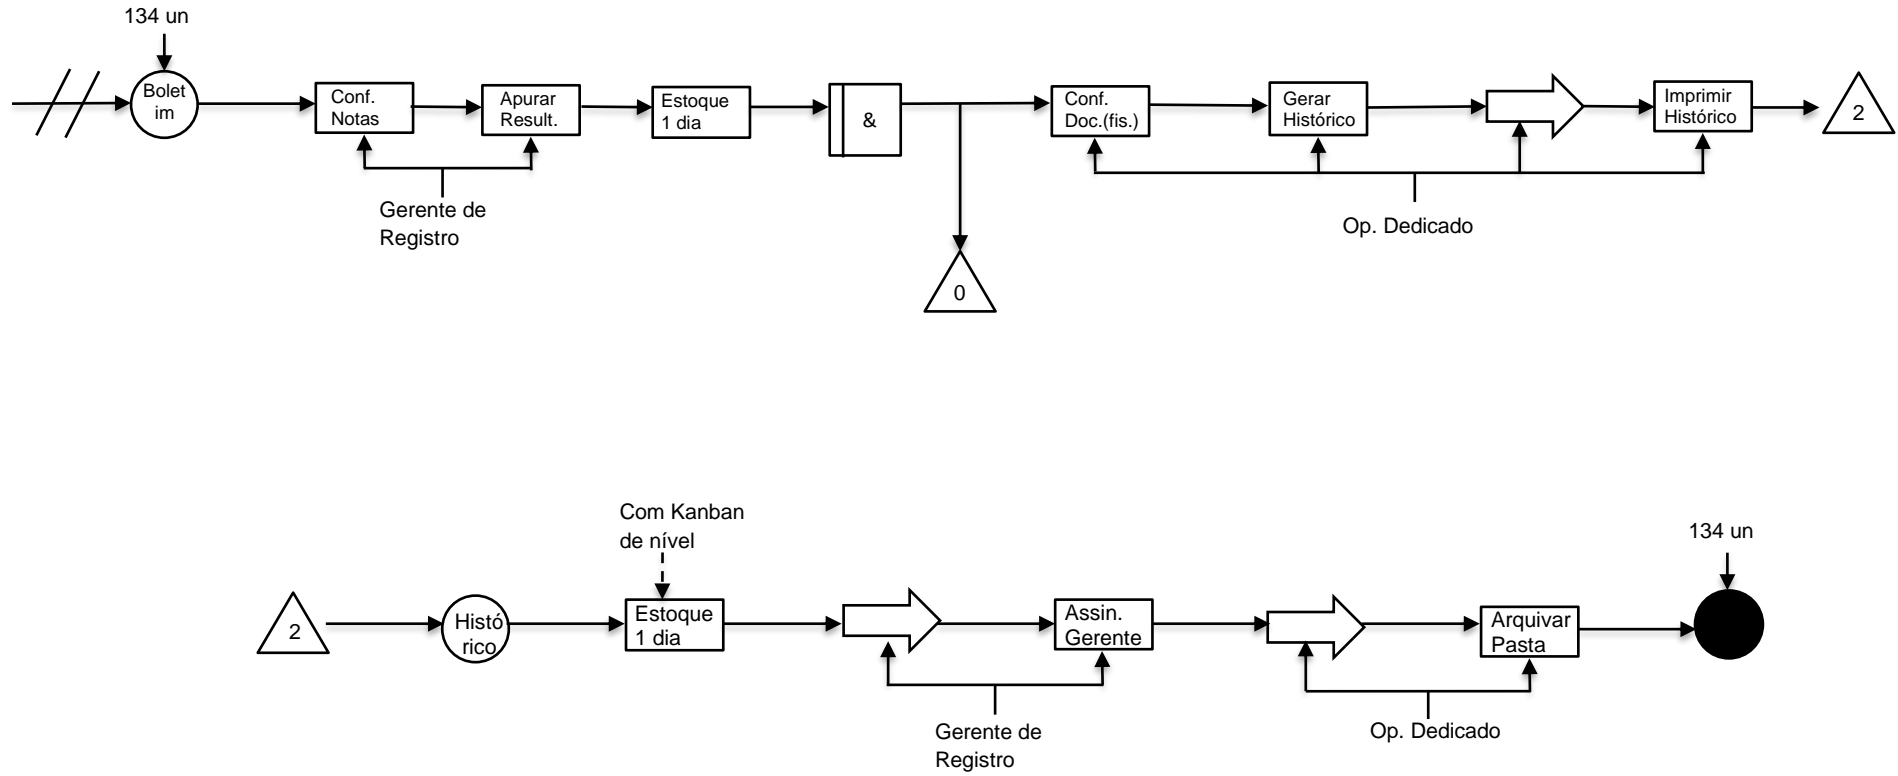 134 un
Bolet
im
Conf.
Notas
Apurar
Result.
Estoque
1 dia
&
Conf.
Doc.(fis.)
Gerar
Histórico
Imprimir
Histórico
2
Gerente de
Registro
Op. Dedicado
0
Com Kanban
de nível
134 un
2
Histó
rico
Estoque
1 dia
Assin.
Gerente
Arquivar
Pasta
Gerente de
Registro
Op. Dedicado